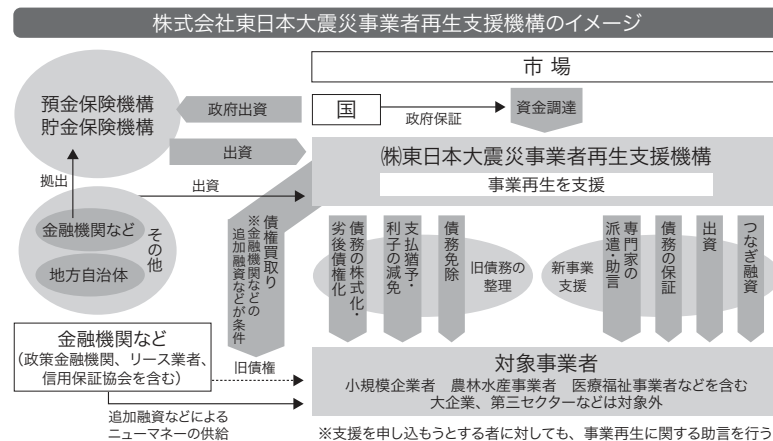 株式会社東日本大震災事業者再生支援機構のイメージ
市場
預金保険機構
貯金保険機構
政府出資
国
政府保証
資金調達
出資
㈱東日本大震災事業者再生支援機構
事業再生を支援
拠出
出資
金融機関など
地方自治体
その他
債権買取り
※金融機関などの
追加融資などが条件
債務の株式化・
劣後債権化
支払猶予・
利子の減免
債務免除
旧債務の
整理
新事業
支援
専門家の
派遣・助言
債務の保証
出資
つなぎ融資
金融機関など
(政策金融機関、リース業者、
信用保証協会を含む)
旧債権
対象事業者
小規模企業者 農林水産事業者 医療福祉事業者などを含む
大企業、第三セクターなどは対象外
追加融資などによる
ニューマネーの供給
※支援を申し込もうとする者に対しても、事業再生に関する助言を行う